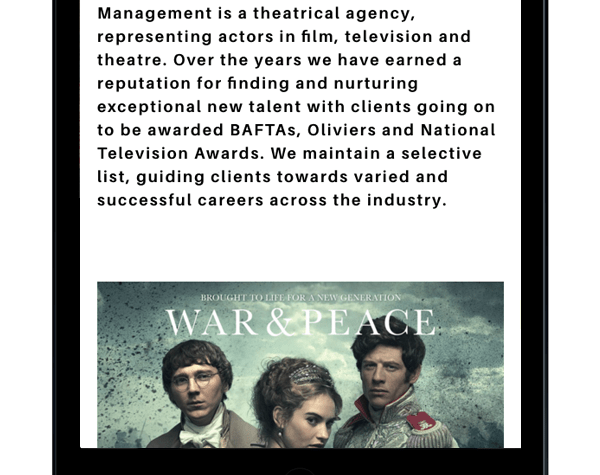 Management is a theatrical agency,
representing actors in film, television and
theatre. Over the years we have earned a
reputation for finding and nurturing
exceptional new talent with clients going on
to be awarded BAFTAs, Oliviers and National
Television Awards. We maintain a selective
list, guiding clients towards varied and
successful careers across the industry.
BROUGHT TO LIFE FOR A NEW GENERATION
WAR & PEACE